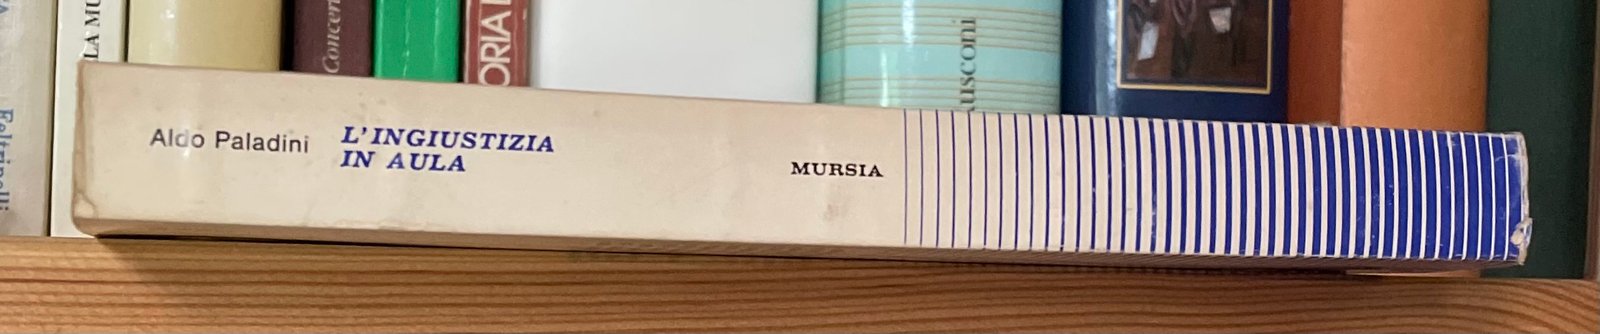 Aldo Paladini
L'INGIUSTIZIA
IN AULA
MURSIA
LA MU
Concer
ORIA
usconi
Feltrinelli